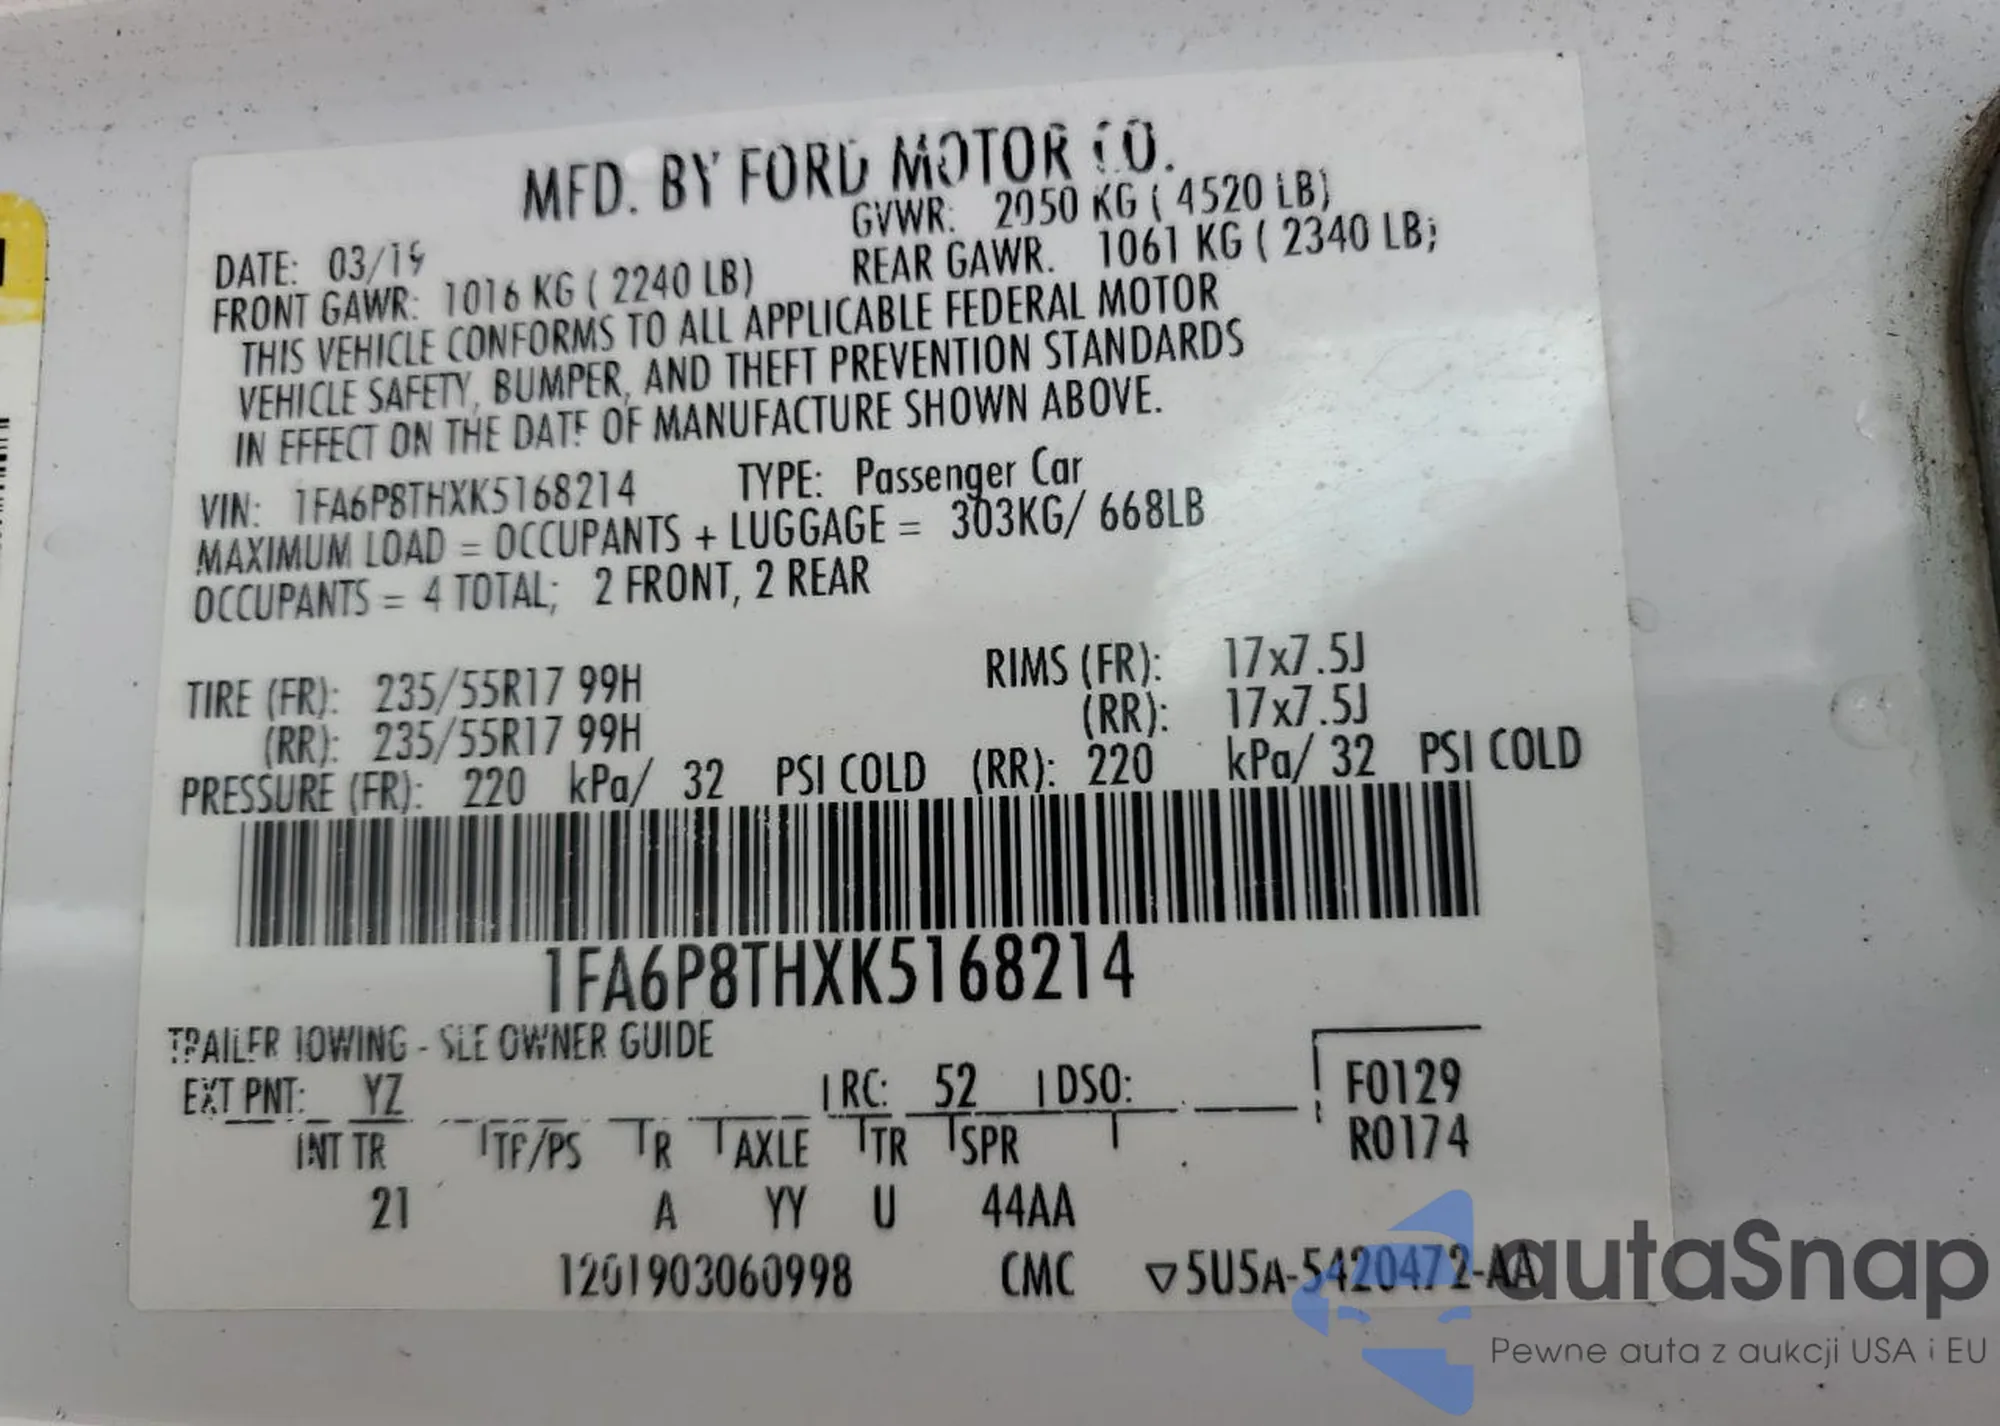 MFD. BY FORD MOTOR CO.
DATE: 03/19 GVWR: 2050 KG ( 4520 LB)
FRONT GAWR: 1016 KG ( 2240 LB) REAR GAWR. 1061 KG ( 2340 LB)
THIS VEHICLE CONFORMS TO ALL APPLICABLE FEDERAL MOTOR
VEHICLE SAFETY, BUMPER, AND THEFT PREVENTION STANDARDS
IN EFFECT ON THE DATE OF MANUFACTURE SHOWN ABOVE.
VIN: 1FA6P8THXK5168214 TYPE: Passenger Car
MAXIMUM LOAD = OCCUPANTS + LUGGAGE = 303KG/ 668LB
OCCUPANTS = 4 TOTAL; 2 FRONT, 2 REAR
TIRE (FR): 235/55R17 99H RIMS (FR): 17x7.5J
(RR): 235/55R17 99H (RR): 17x7.5J
PRESSURE (FR): 220 kPa/ 32 PSI COLD (RR): 220 kPa/ 32 PSI COLD
1FA6P8THXK5168214
TRAILER TOWING - SEE OWNER GUIDE
EXT PNT: YZ RC: 52 DSO: F0129
R0174
INT TR TP/PS R AXLE TR SPR
21 A YY U 44AA
1201903060998 CMC ▽5U5A-5420472-AA
autaSnap
Pewne auta z aukcji USA i EU